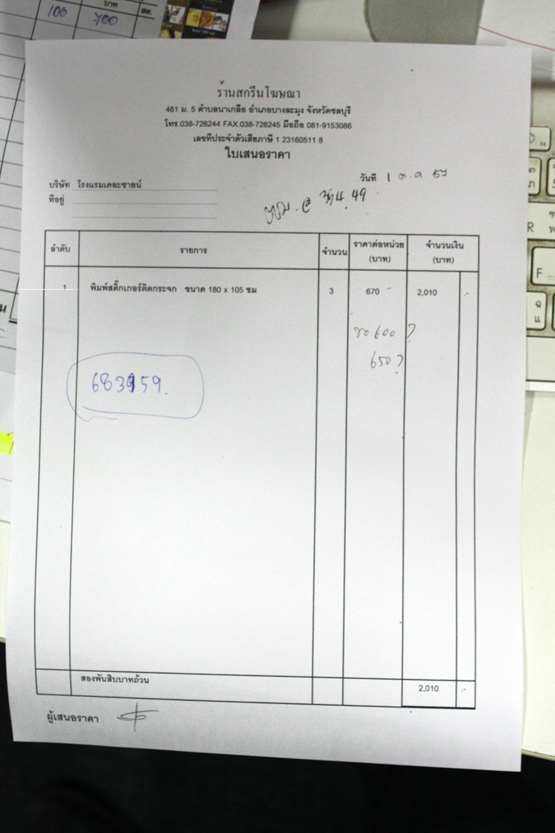 100 บาท 400 สต.
ร้านสกรีนโฆษณา
461 ม. 5 ตำบลนาเกลือ อำเภอบางละมุง จังหวัดชลบุรี
โทร.038-726244 FAX.038-726245 มือถือ 081-9153086
เลขที่ประจำตัวเสียภาษี 1 23160511 8
ใบเสนอราคา
บริษัท โรงแรมเดอะซายน์ วันที่ 1 ต.ค 57
ที่อยู่
ลำดับ รายการ จำนวน ราคาต่อหน่วย (บาท) จำนวนเงิน (บาท)
1 พิมพ์สติ๊กเกอร์ติดกระจก ขนาด 180 x 105 ซม 3 670 - 2,010 .-
600 ?
650 ?
สองพันสิบบาทถ้วน 2,010 .-
ผู้เสนอราคา